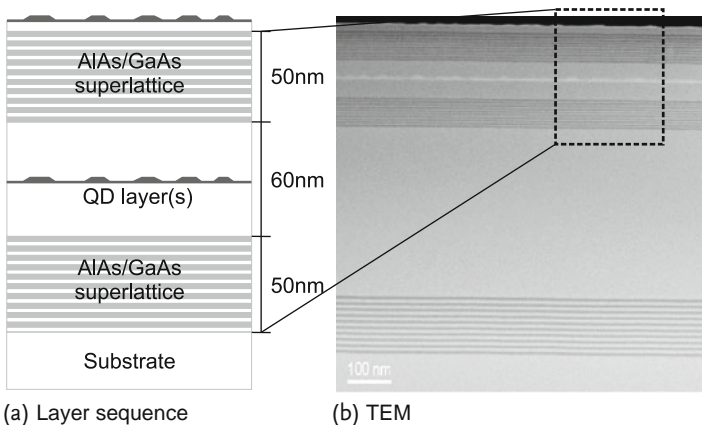 AlAs/GaAs
superlattice
50nm
QD layer(s)
60nm
AlAs/GaAs
superlattice
50nm
Substrate
100 nm
(a) Layer sequence
(b) TEM